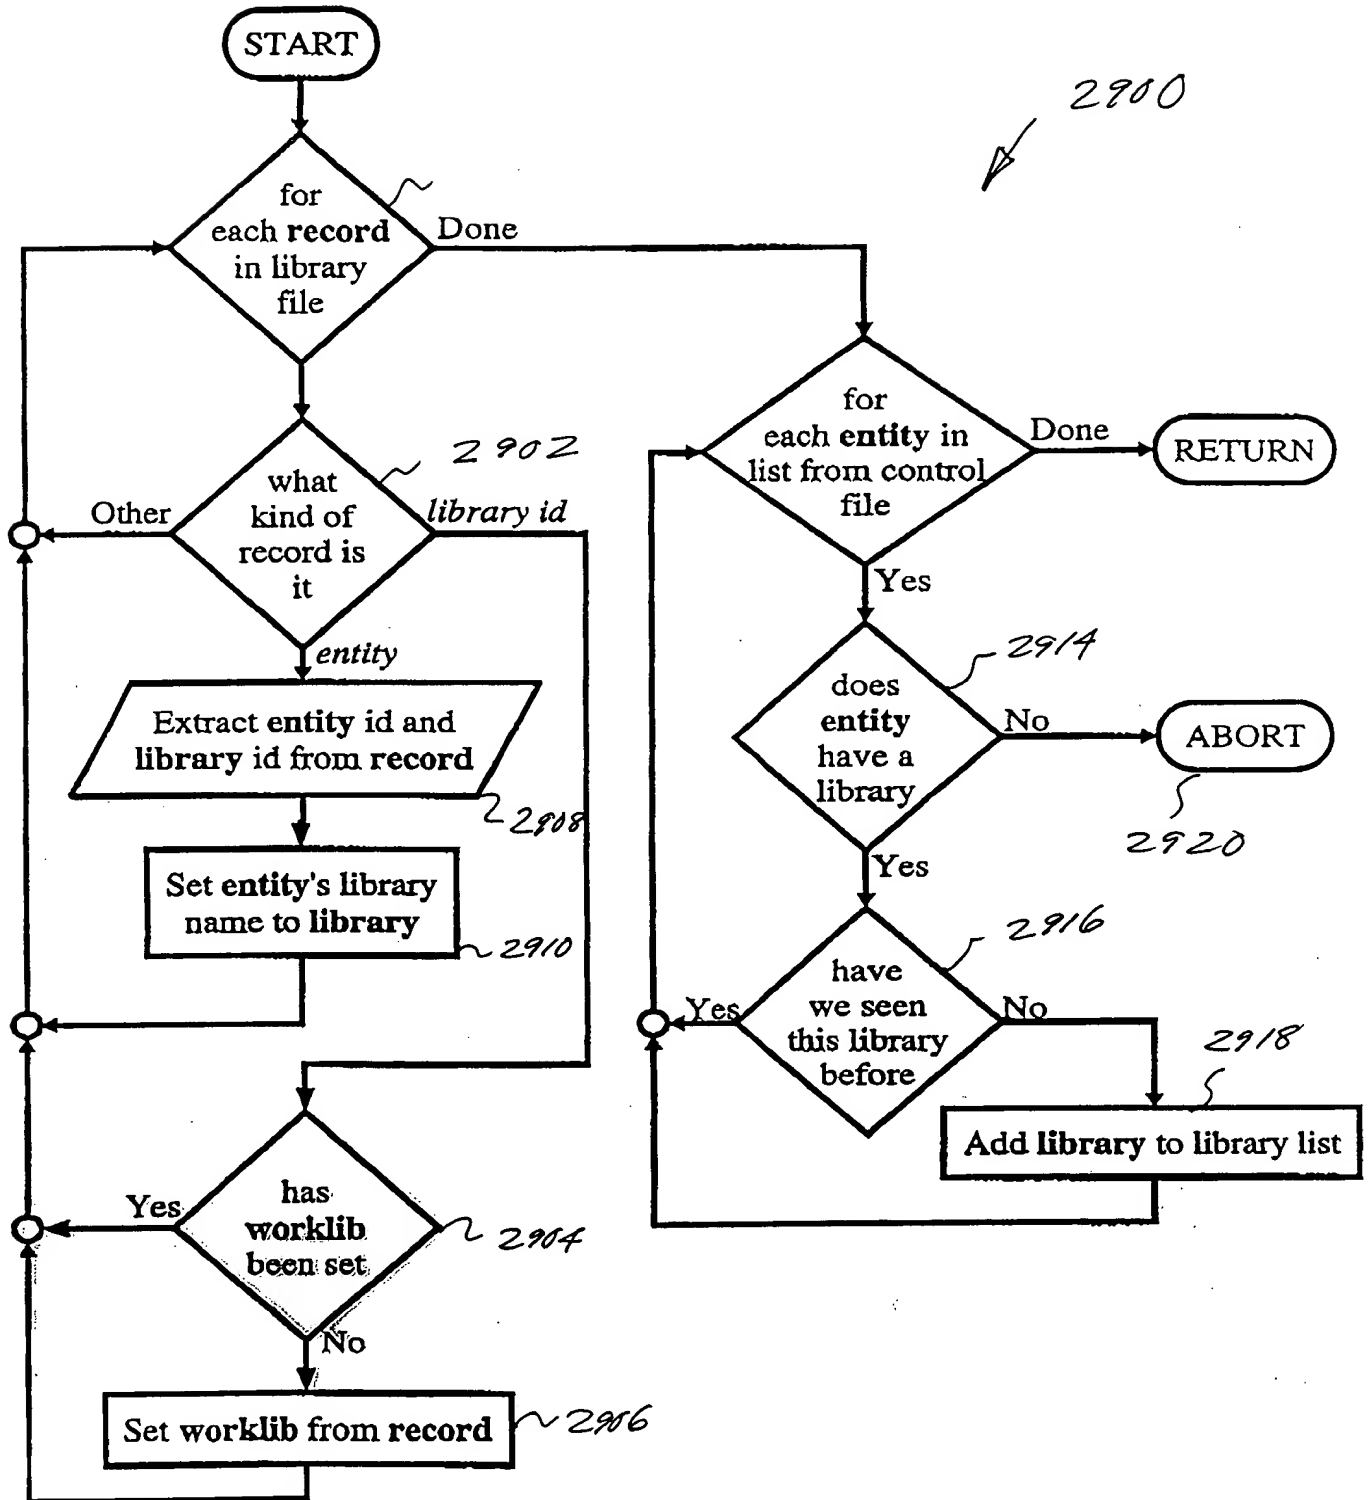 START
2900
for
each record
in library
file
Done
for
each entity in
list from control
file
Done
RETURN
Yes
2902
what
kind of
record is
it
Other
library id
entity
Extract entity id and
library id from record
2908
Set entity's library
name to library
2910
does
entity
have a
library
2914
No
ABORT
2920
Yes
have
we seen
this library
before
2916
Yes
No
2918
Add library to library list
has
worklib
been set
2904
Yes
No
Set worklib from record
2906